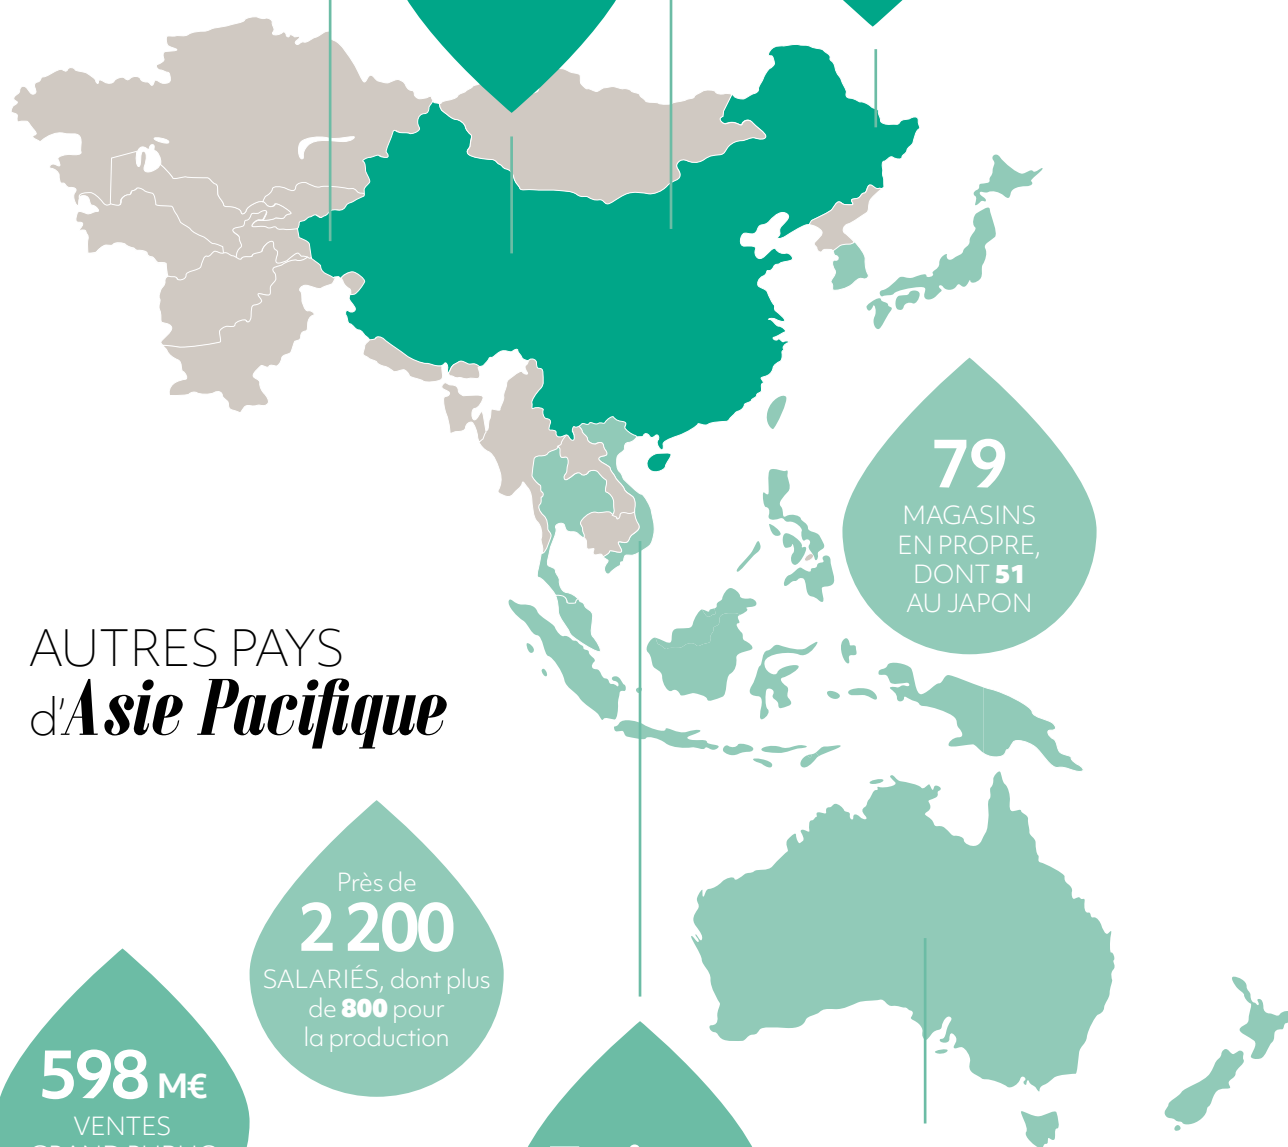 79
MAGASINS
EN PROPRE,
DONT 51
AU JAPON
AUTRES PAYS
d'Asie Pacifique
Près de
2 200
SALARIÉS, dont plus
de 800 pour
la production
598 M€
VENTES